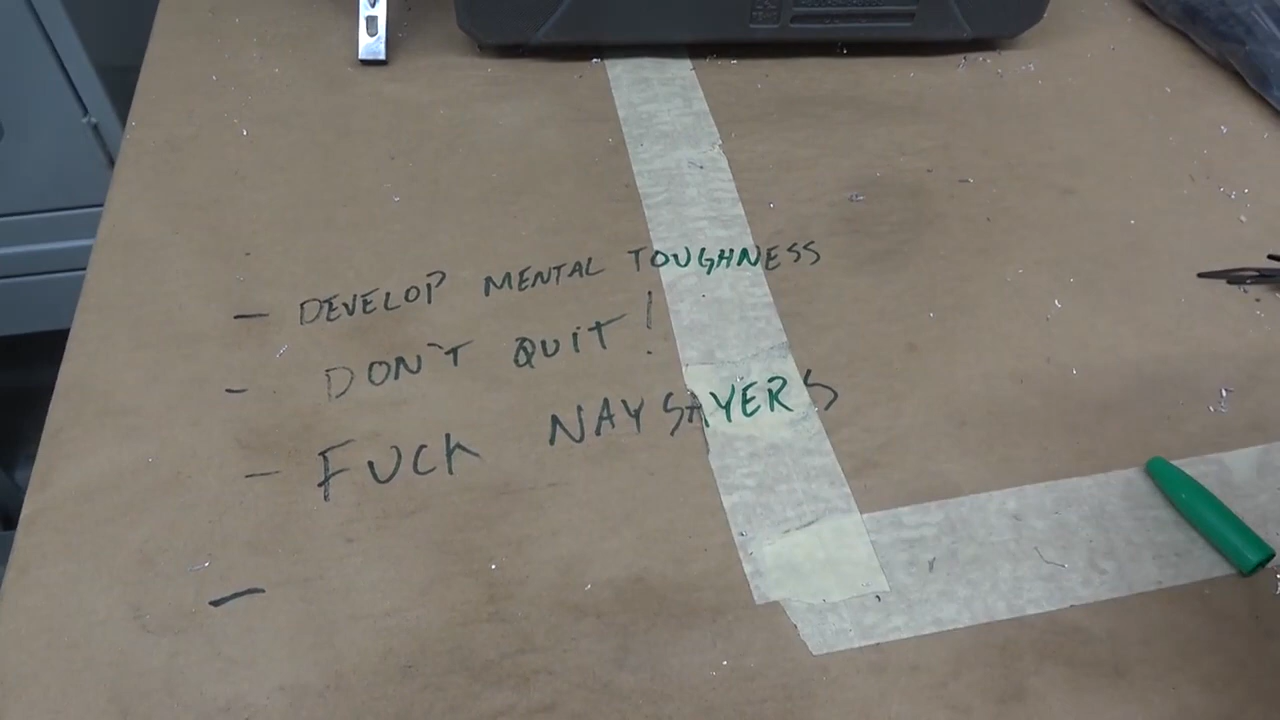 - DEVELOP MENTAL TOUGHNESS
- DON'T QUIT!
- FUCK NAYSAYERS
-